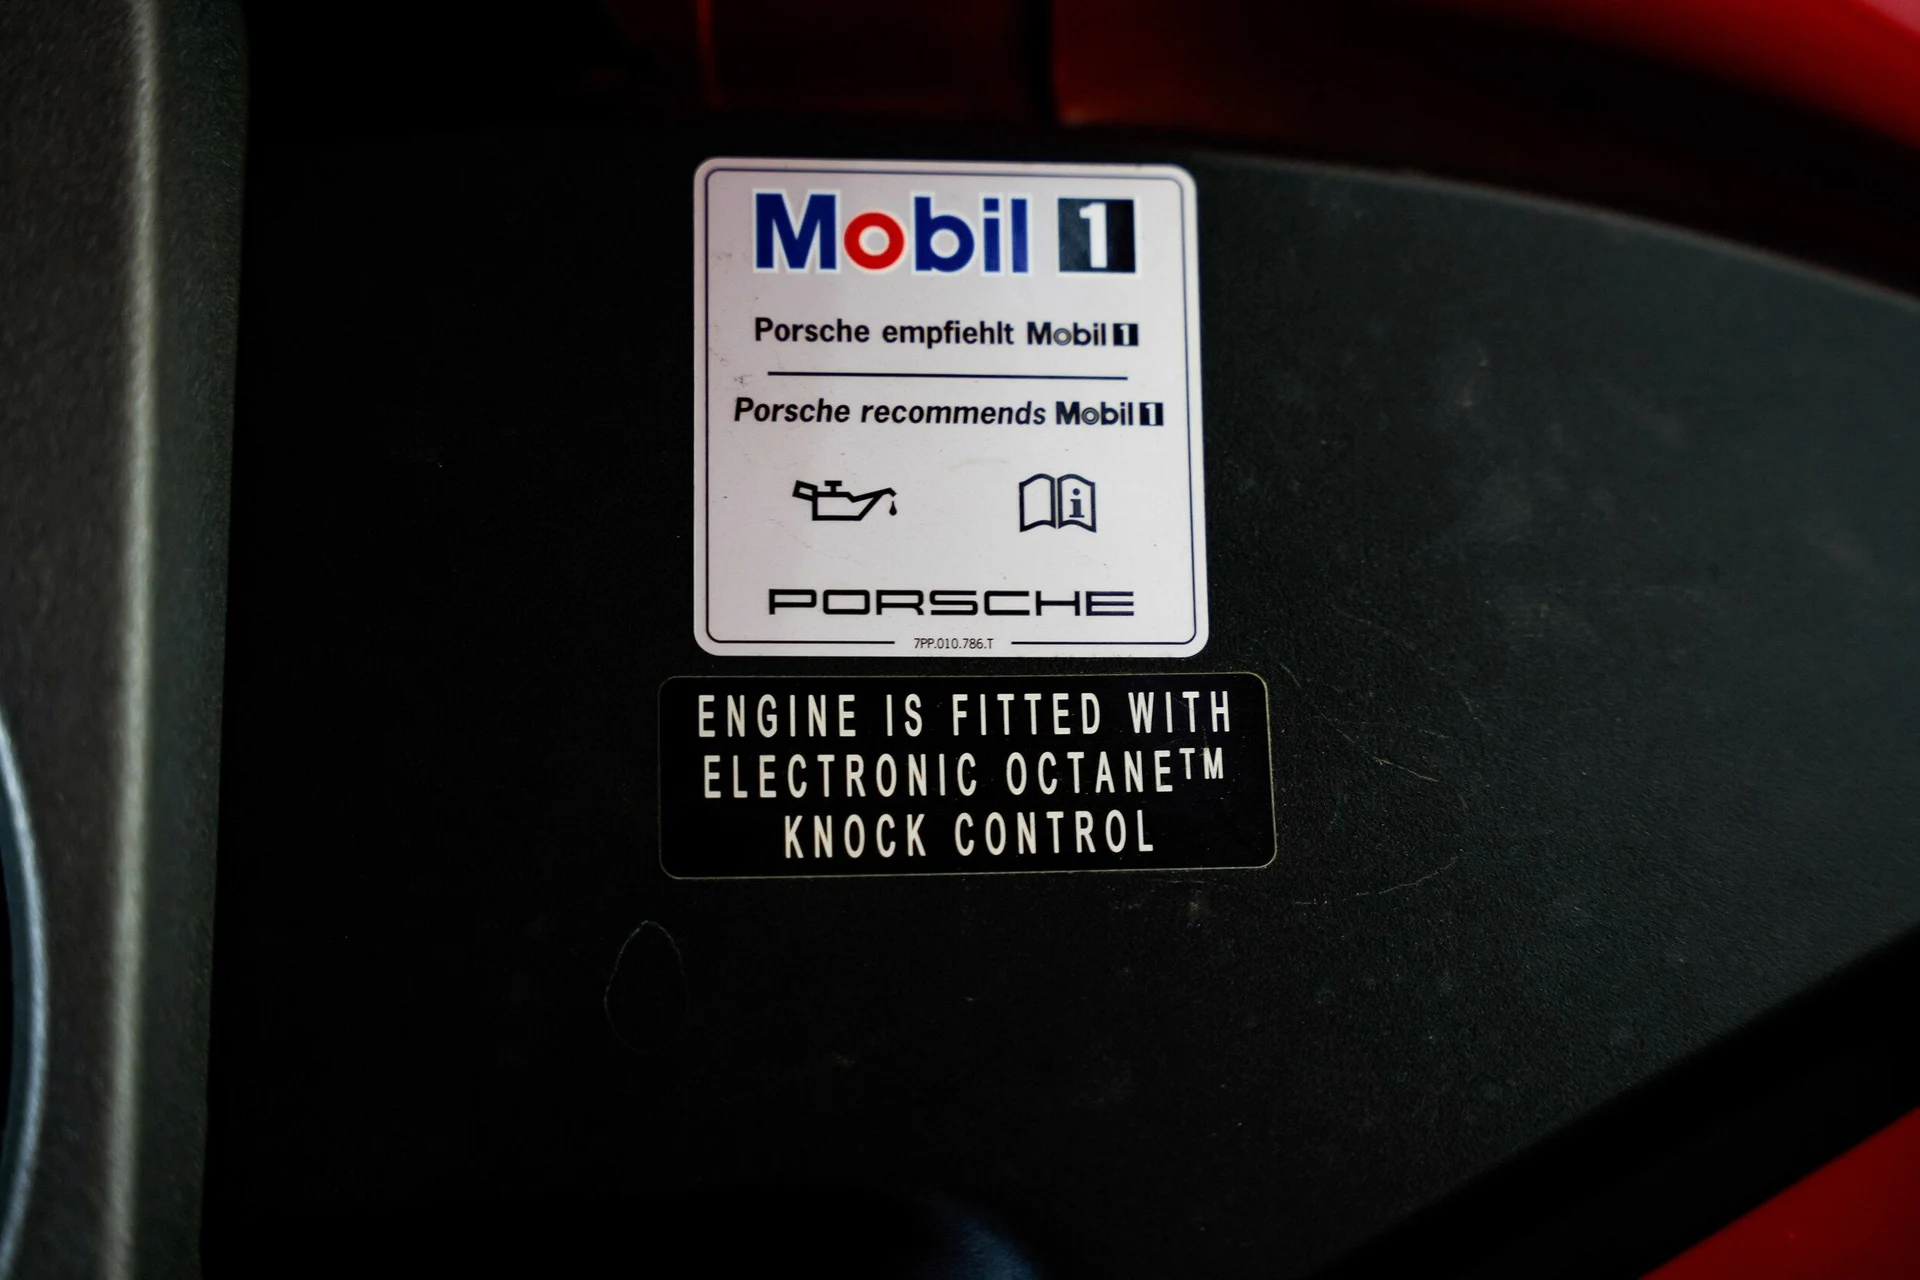 Mobil 1
Porsche empfiehlt Mobil 1
Porsche recommends Mobil 1
i
PORSCHE
7PP.010.786.T
ENGINE IS FITTED WITH
ELECTRONIC OCTANE™
KNOCK CONTROL